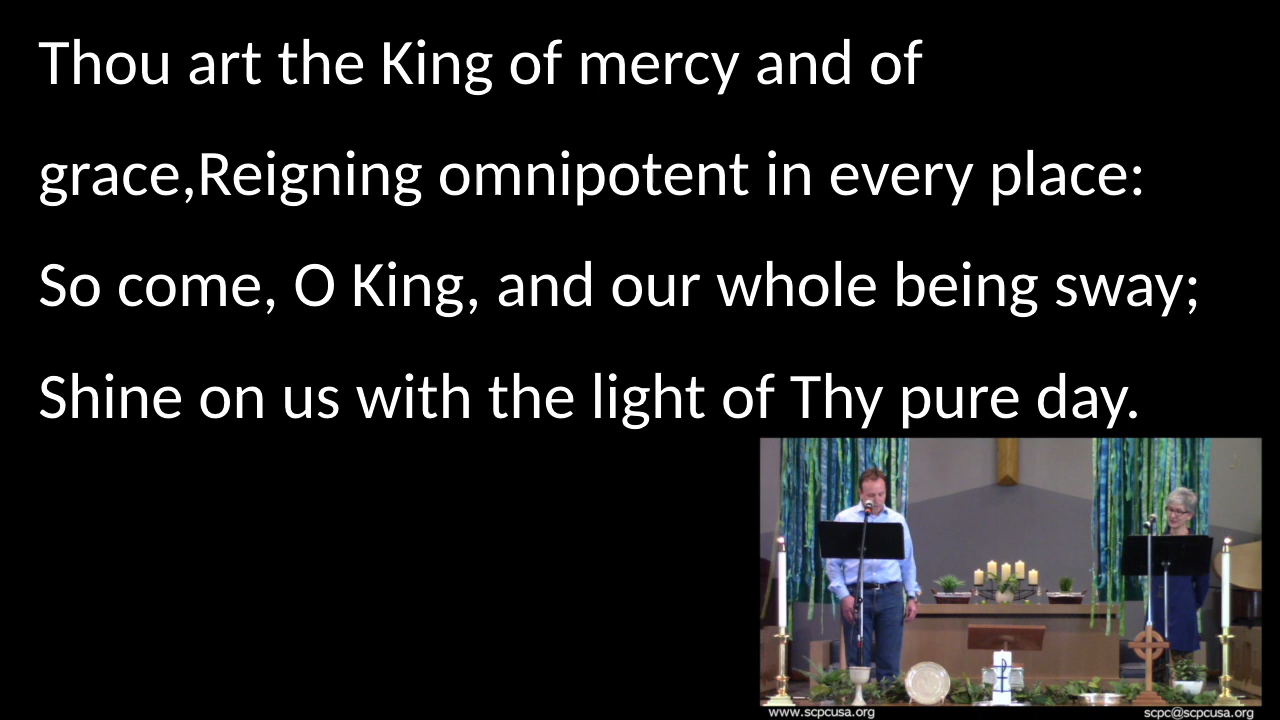 Thou art the King of mercy and of
grace,Reigning omnipotent in every place:
So come, O King, and our whole being sway;
Shine on us with the light of Thy pure day.
www.scpcusa.org
scpc@scpcusa.org